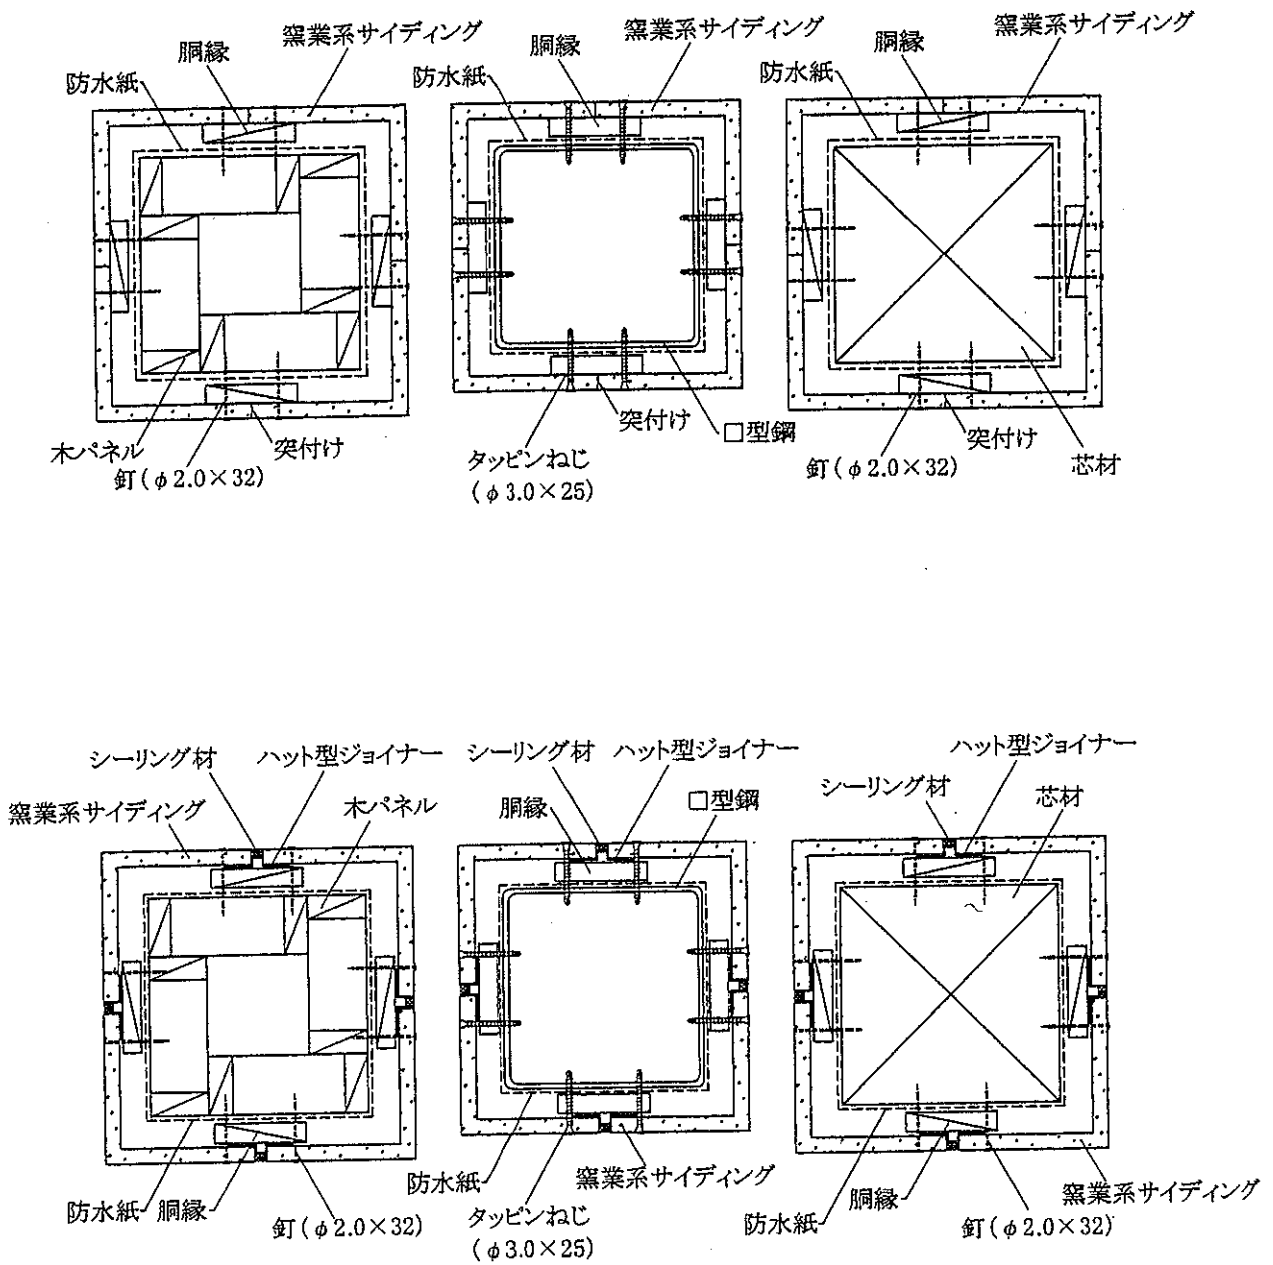 胴縁
窯業系サイディング
防水紙
木パネル
釘(φ2.0×32)
突付け
胴縁
窯業系サイディング
防水紙
突付け
□型鋼
タッピンねじ
(φ3.0×25)
胴縁
窯業系サイディング
防水紙
釘(φ2.0×32)
突付け
芯材
シーリング材
ハット型ジョイナー
窯業系サイディング
木パネル
防水紙
胴縁
釘(φ2.0×32)
シーリング材
ハット型ジョイナー
胴縁
□型鋼
防水紙
窯業系サイディング
タッピンねじ
(φ3.0×25)
ハット型ジョイナー
シーリング材
芯材
防水紙
胴縁
窯業系サイディング
釘(φ2.0×32)